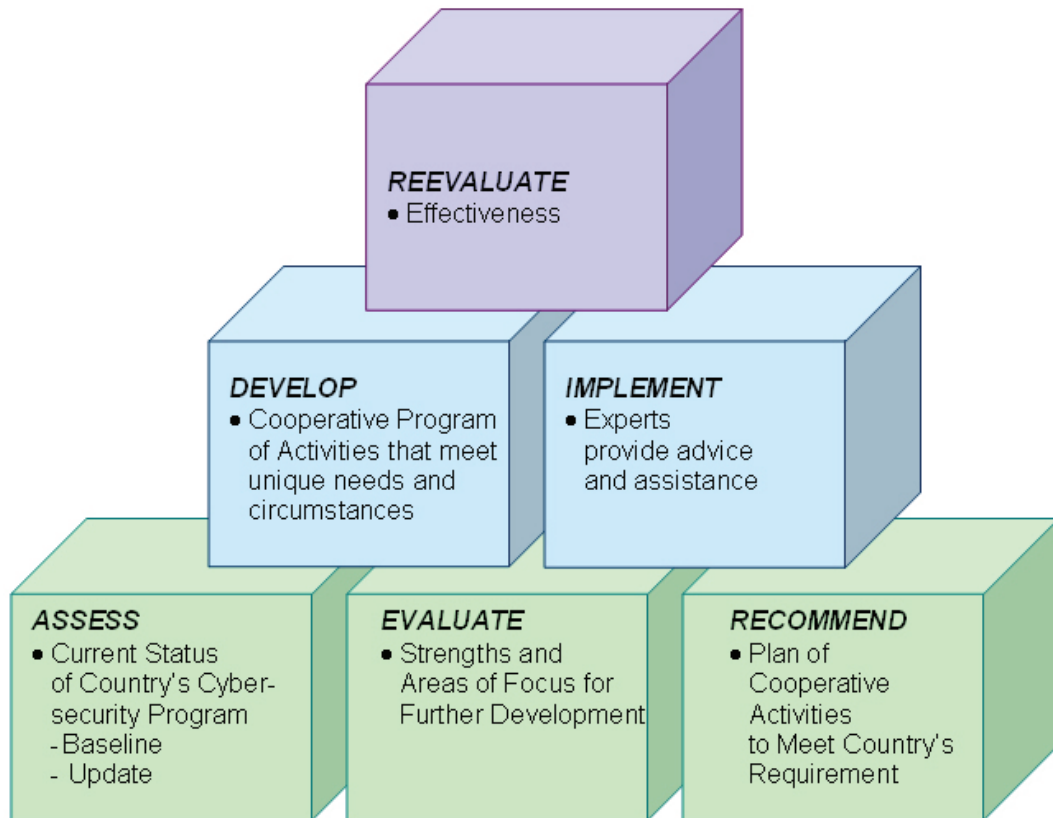 REEVALUATE
• Effectiveness
DEVELOP
• Cooperative Program
of Activities that meet
unique needs and
circumstances
IMPLEMENT
• Experts
provide advice
and assistance
ASSESS
• Current Status
of Country's Cyber-
security Program
-Baseline
- Update
EVALUATE
• Strengths and
Areas of Focus for
Further Development
RECOMMEND
• Plan of
Cooperative
Activities
to Meet Country's
Requirement